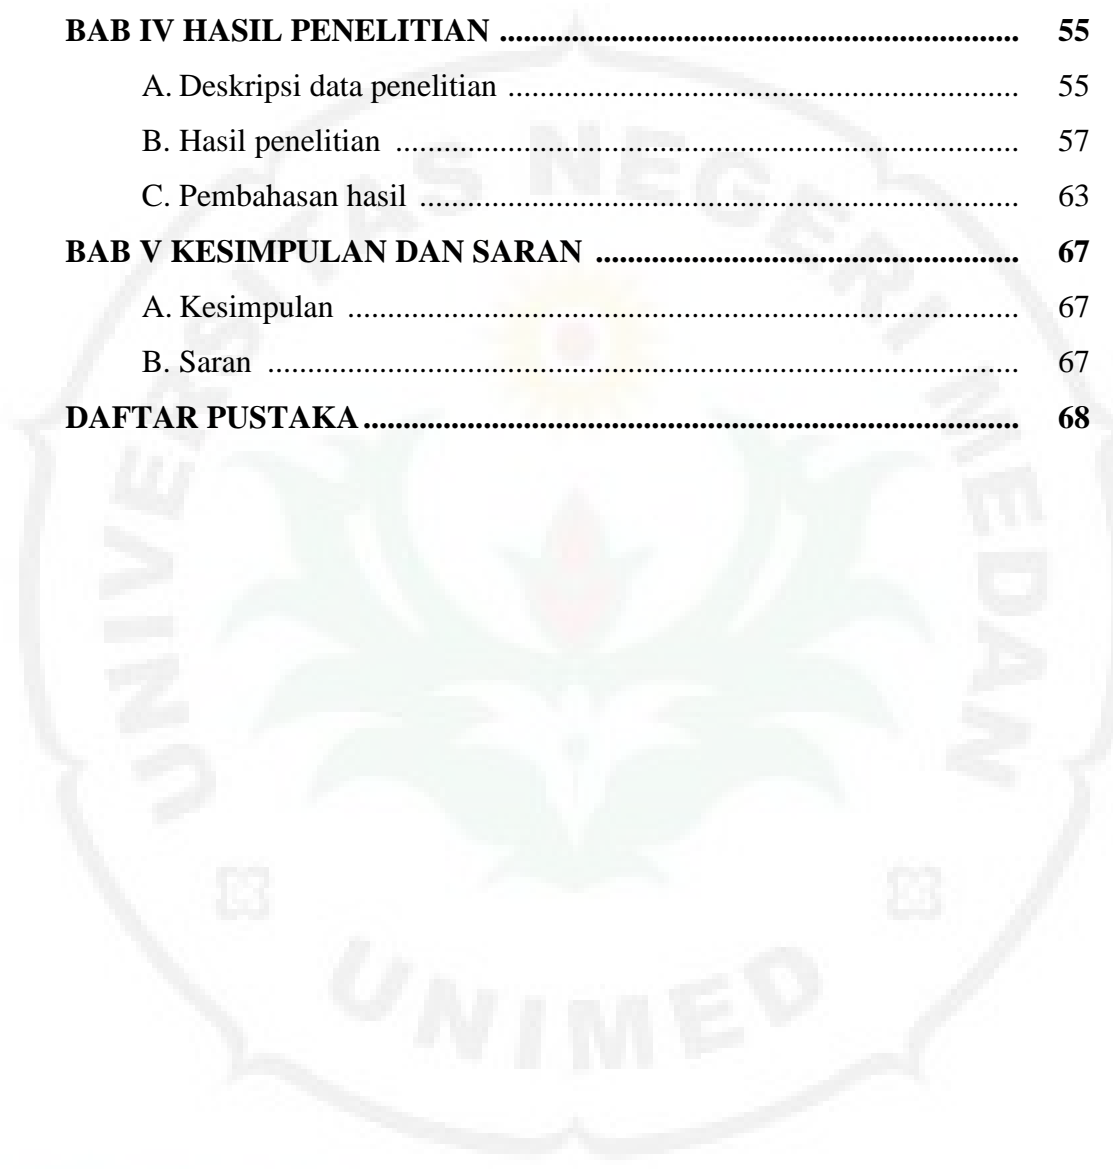 BAB IV HASIL PENELITIAN ................................................................................ 55
A. Deskripsi data penelitian ................................................................ 55
B. Hasil penelitian .............................................................................. 57
C. Pembahasan hasil ........................................................................... 63
BAB V KESIMPULAN DAN SARAN .................................................................. 67
A. Kesimpulan .................................................................................... 67
B. Saran .............................................................................................. 67
DAFTAR PUSTAKA ................................................................................................. 68
UNIVERSITAS NEGERI MEDAN
UNIMED